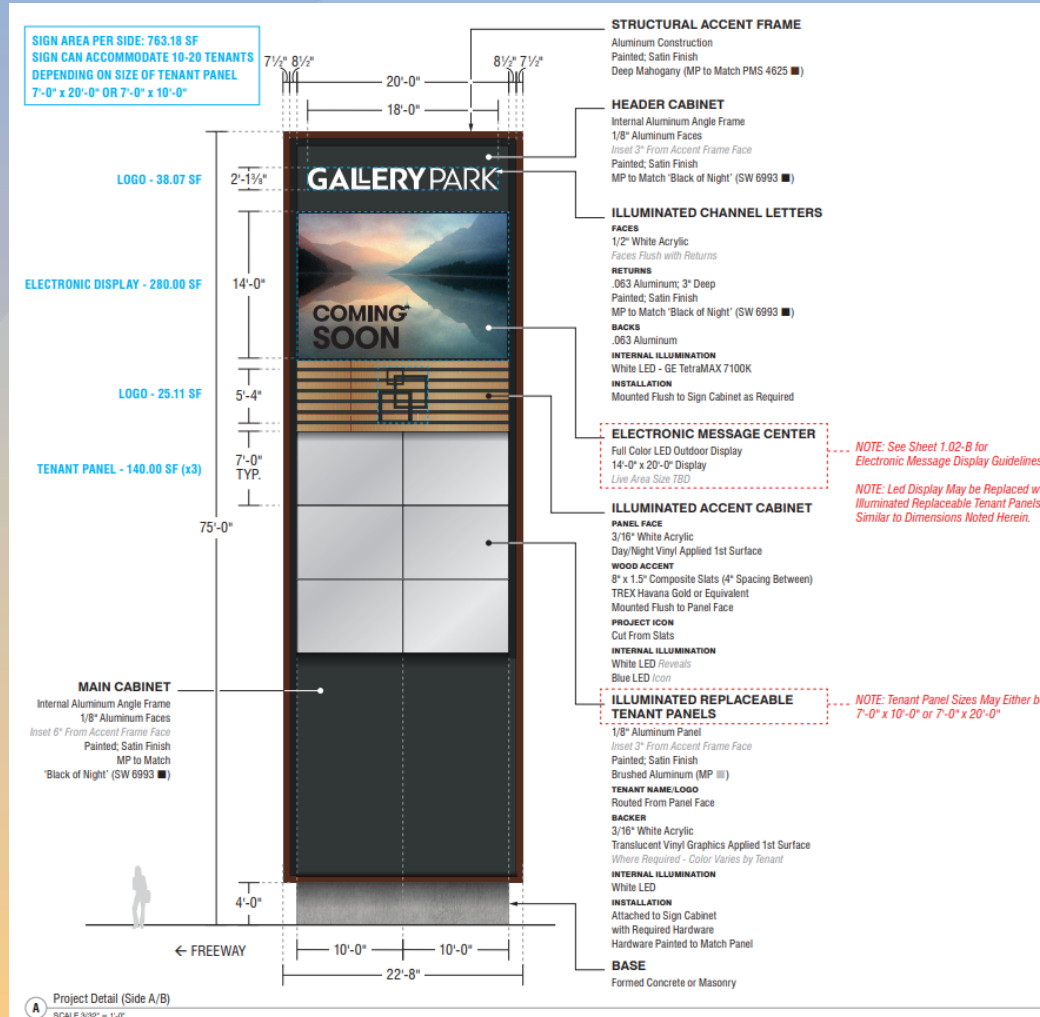 SIGN AREA PER SIDE: 763.18 SF
SIGN CAN ACCOMMODATE 10-20 TENANTS
DEPENDING ON SIZE OF TENANT PANEL
7'-0" x 20'-0" OR 7'-0" x 10'-0"
7½" 8½"
8½" 7½"
20'-0"
18'-0"
LOGO - 38.07 SF
2'-1⅜"
GALLERY PARK
ELECTRONIC DISPLAY - 280.00 SF
14'-0"
COMING
SOON
LOGO - 25.11 SF
5'-4"
TENANT PANEL - 140.00 SF (x3)
7'-0"
TYP.
75'-0"
MAIN CABINET
Internal Aluminum Angle Frame
1/8" Aluminum Faces
Inset 6" From Accent Frame Face
Painted; Satin Finish
MP to Match
'Black of Night' (SW 6993 ■)
4'-0"
← FREEWAY
10'-0"
10'-0"
22'-8"
STRUCTURAL ACCENT FRAME
Aluminum Construction
Painted; Satin Finish
Deep Mahogany (MP to Match PMS 4625 ■)
HEADER CABINET
Internal Aluminum Angle Frame
1/8" Aluminum Faces
Inset 3" From Accent Frame Face
Painted; Satin Finish
MP to Match 'Black of Night' (SW 6993 ■)
ILLUMINATED CHANNEL LETTERS
FACES
1/2" White Acrylic
Faces Flush with Returns
RETURNS
.063 Aluminum; 3" Deep
Painted; Satin Finish
MP to Match 'Black of Night' (SW 6993 ■)
BACKS
.063 Aluminum
INTERNAL ILLUMINATION
White LED - GE TetraMAX 7100K
INSTALLATION
Mounted Flush to Sign Cabinet as Required
ELECTRONIC MESSAGE CENTER
Full Color LED Outdoor Display
14'-0" x 20'-0" Display
Live Area Size TBD
NOTE: See Sheet 1.02-B for
Electronic Message Display Guidelines
NOTE: Led Display May be Replaced w
Illuminated Replaceable Tenant Panels
Similar to Dimensions Noted Herein.
ILLUMINATED ACCENT CABINET
PANEL FACE
3/16" White Acrylic
Day/Night Vinyl Applied 1st Surface
WOOD ACCENT
8" x 1.5" Composite Slats (4" Spacing Between)
TREX Havana Gold or Equivalent
Mounted Flush to Panel Face
PROJECT ICON
Cut From Slats
INTERNAL ILLUMINATION
White LED Reveals
Blue LED Icon
ILLUMINATED REPLACEABLE
TENANT PANELS
NOTE: Tenant Panel Sizes May Either b
7'-0" x 10'-0" or 7'-0" x 20'-0"
1/8" Aluminum Panel
Inset 3" From Accent Frame Face
Painted; Satin Finish
Brushed Aluminum (MP ■)
TENANT NAME/LOGO
Routed From Panel Face
BACKER
3/16" White Acrylic
Translucent Vinyl Graphics Applied 1st Surface
Where Required - Color Varies by Tenant
INTERNAL ILLUMINATION
White LED
INSTALLATION
Attached to Sign Cabinet
with Required Hardware
Hardware Painted to Match Panel
BASE
Formed Concrete or Masonry
A
Project Detail (Side A/B)
SCALE 3/32" = 1'-0"